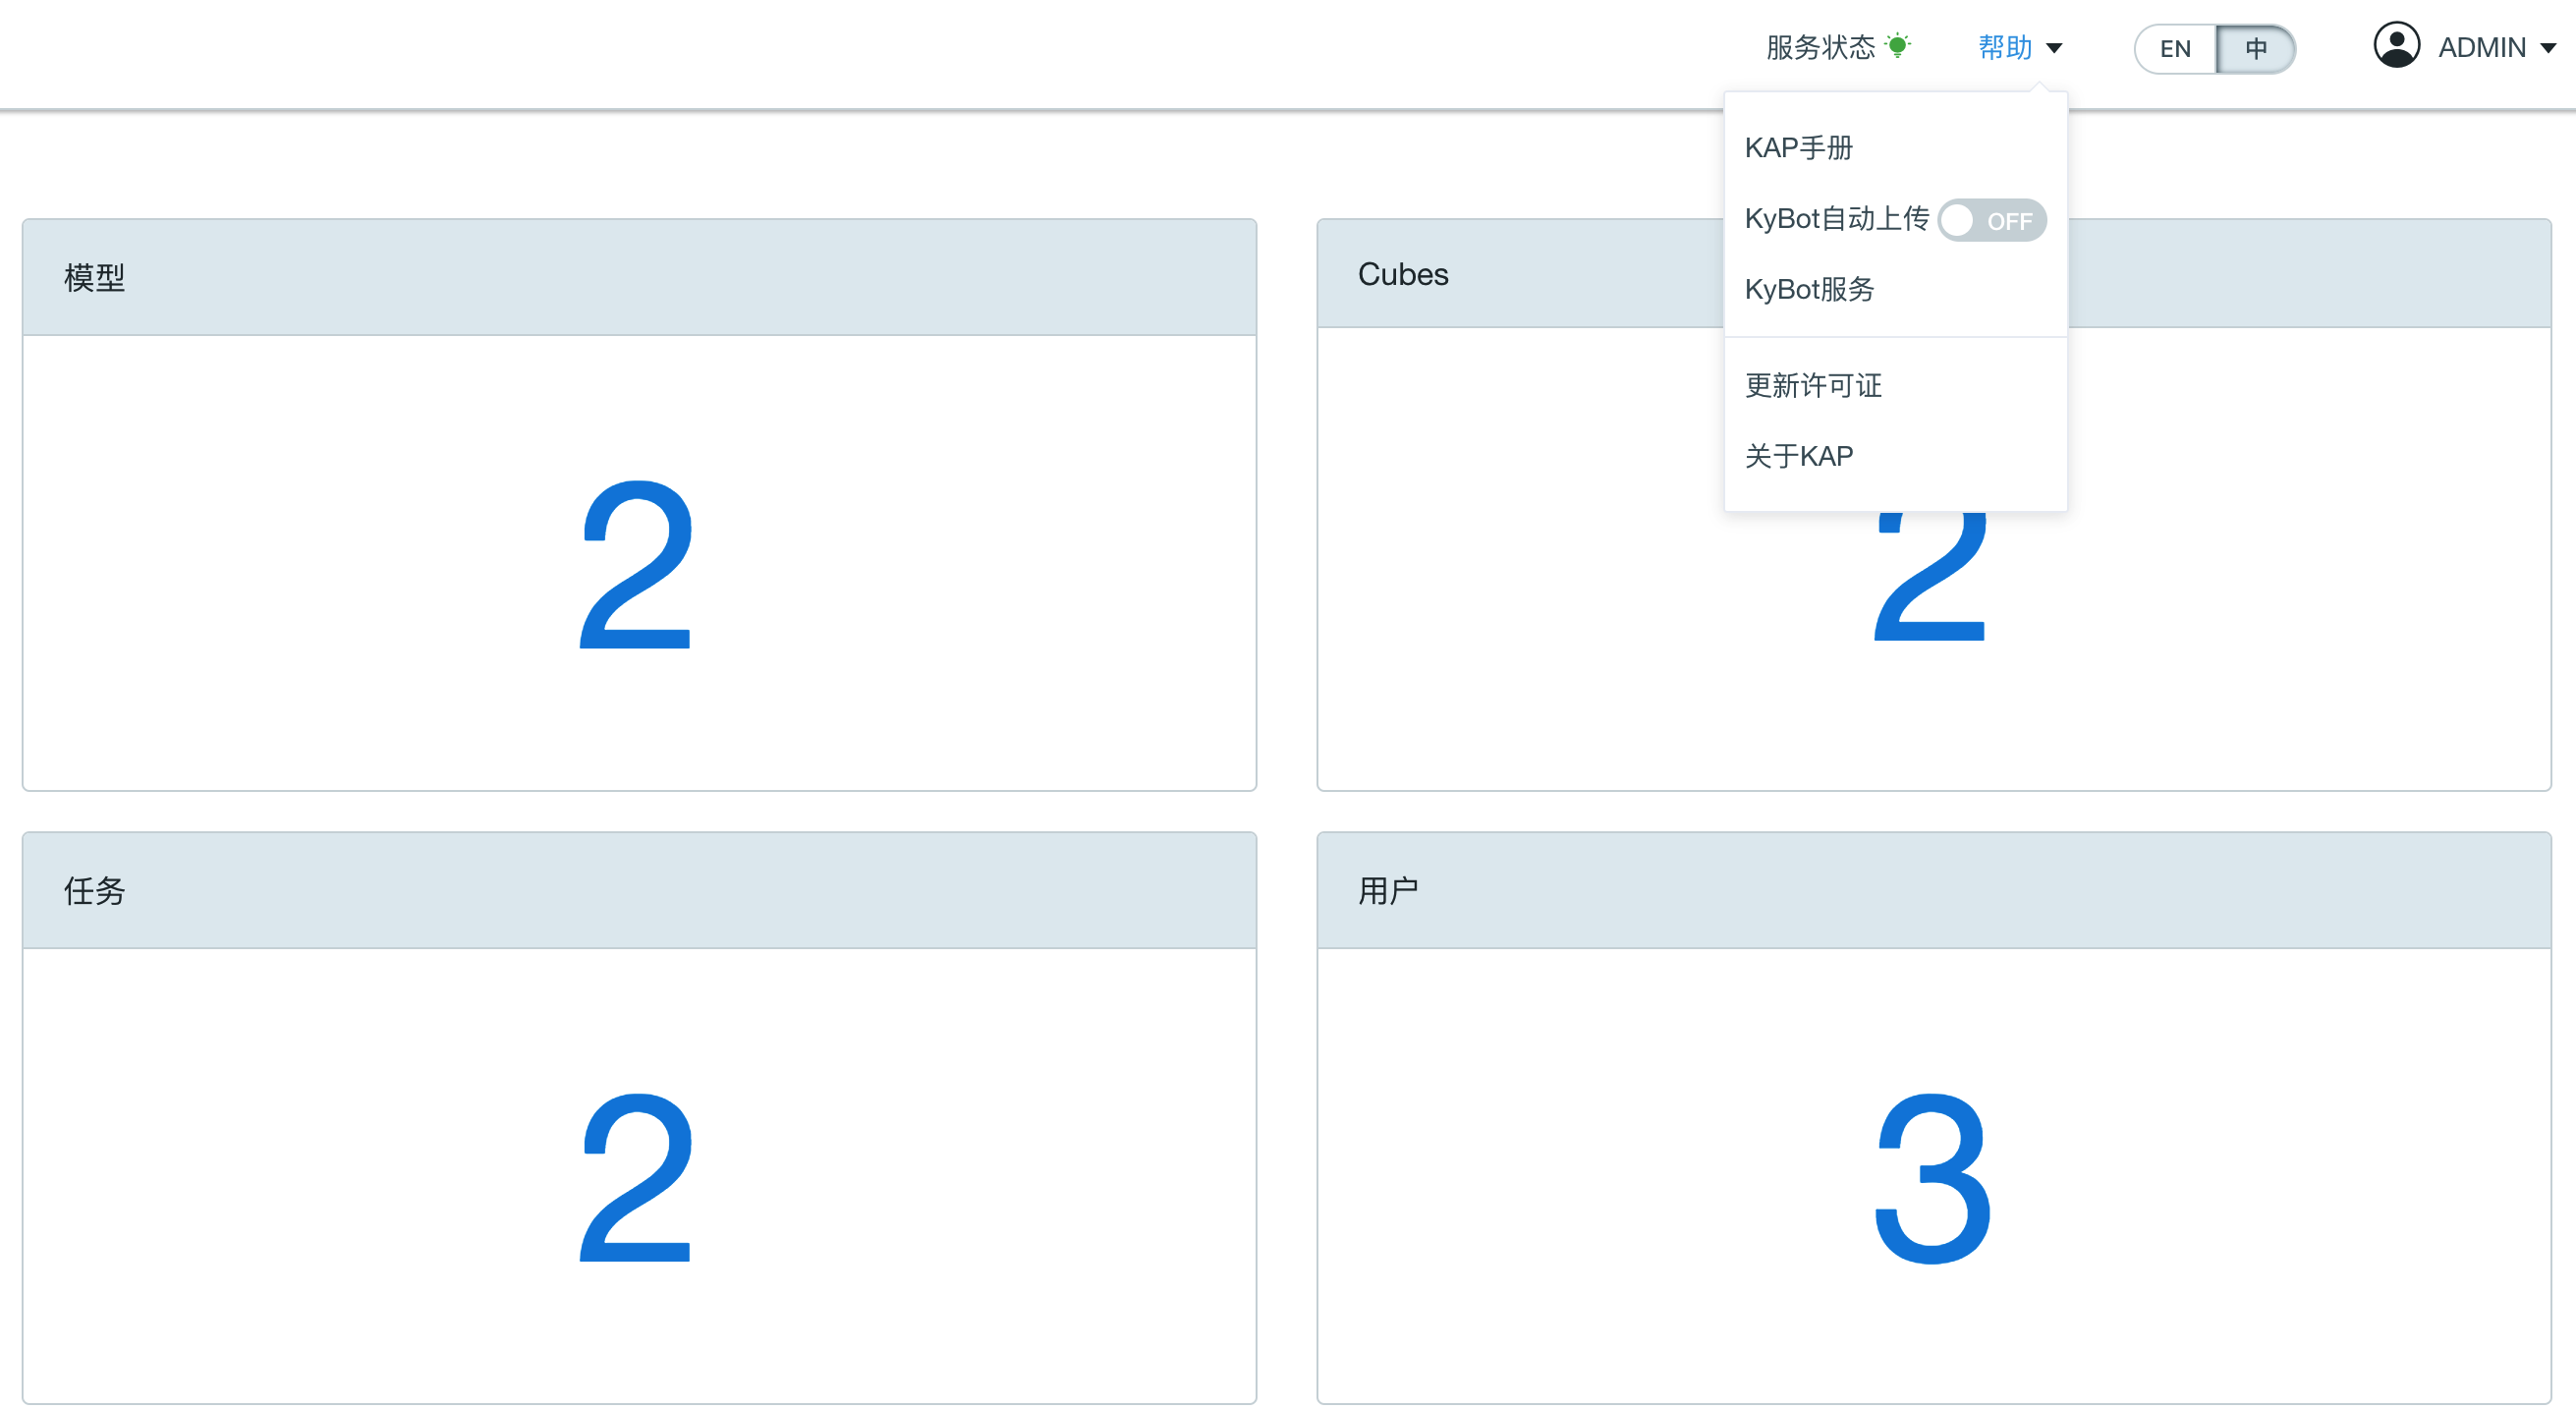 服务状态 帮助 EN 中 ADMIN
KAP手册
KyBot自动上传 OFF
KyBot服务
更新许可证
关于KAP
模型
2
Cubes
2
任务
2
用户
3